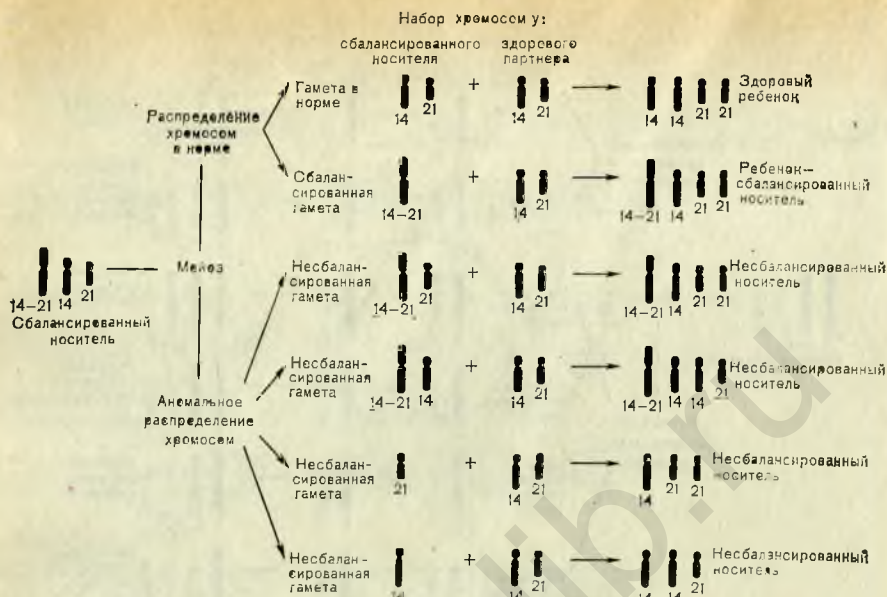 Набор хромосом у:
сбалансированного носителя
здорового партнера
Распределение хромосом в норме
Гамета в норме
14 21
+
14 21
14 14 21 21
Здоровый ребенок
Сбалан-
сированная
гамета
14-21
+
14 21
14-21 14 21 21
Ребенок-
сбалансированный
носитель
14-21 14 21
Сбалансированный
носитель
Мейоз
Несбалан-
сированная
гамета
14-21 21
+
14 21
14-21 14 21 21
Несбалансированный
носитель
Аномальное
распределение
хромосом
Несбалан-
сированная
гамета
14-21 14
+
14 21
14-21 14 14 21
Несбалансированный
носитель
Несбалан-
сированная
гамета
21
+
14 21
14 21 21
Несбалансированный
носитель
Несбалан-
сированная
гамета
14
+
14 21
14 14 21
Несбалансированный
носитель
lib.ru